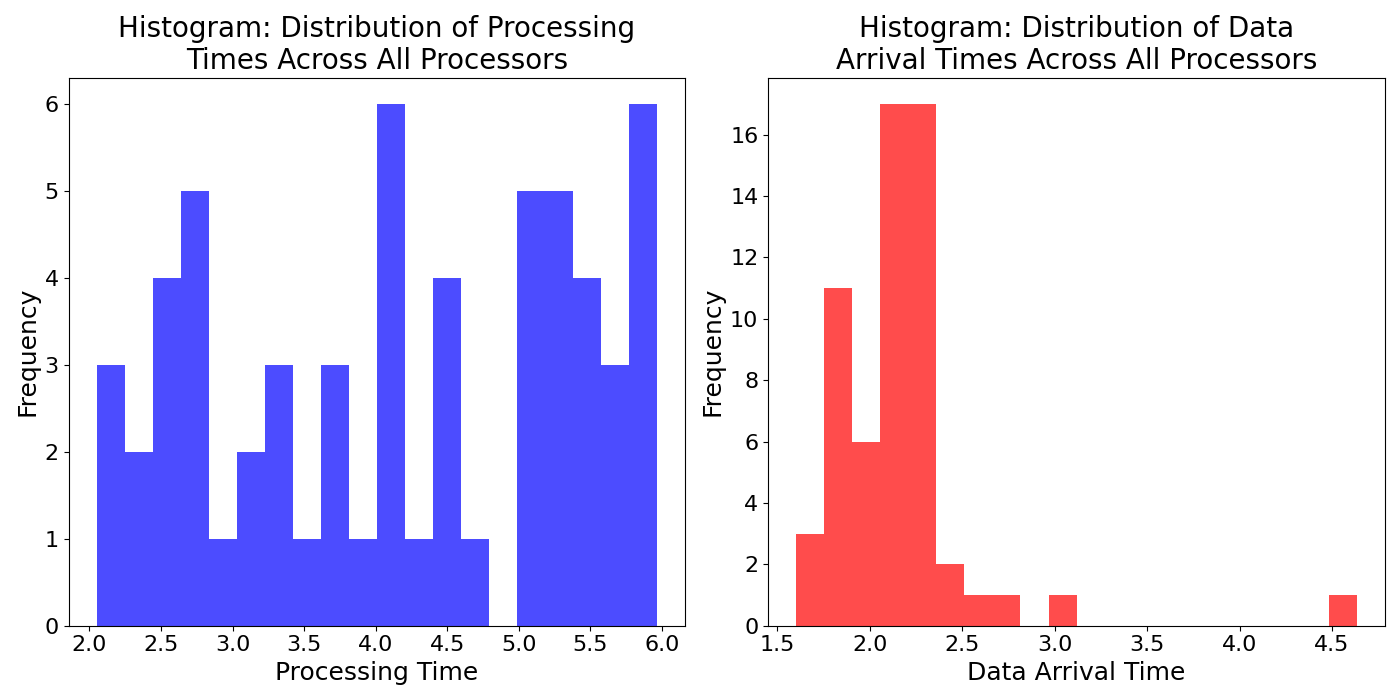 Histogram: Distribution of Processing
Times Across All Processors
6
5
4
3
2
1
0
Frequency
2.0 2.5 3.0 3.5 4.0 4.5 5.0 5.5 6.0
Processing Time
Histogram: Distribution of Data
Arrival Times Across All Processors
16
14
12
10
8
6
4
2
0
Frequency
1.5 2.0 2.5 3.0 3.5 4.0 4.5
Data Arrival Time